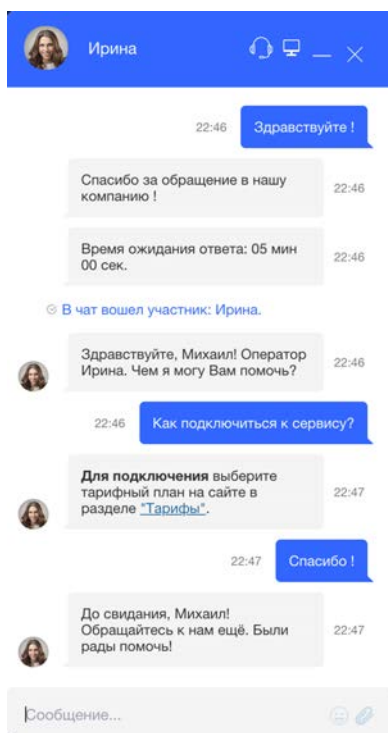 Ирина
22:46 Здравствуйте !
Спасибо за обращение в нашу
компанию ! 22:46
Время ожидания ответа: 05 мин
00 сек. 22:46
В чат вошел участник: Ирина.
Здравствуйте, Михаил! Оператор
Ирина. Чем я могу Вам помочь? 22:46
22:46 Как подключиться к сервису?
Для подключения выберите
тарифный план на сайте в 22:47
разделе "Тарифы".
22:47 Спасибо !
До свидания, Михаил!
Обращайтесь к нам ещё. Были 22:47
рады помочь!
Сообщение...